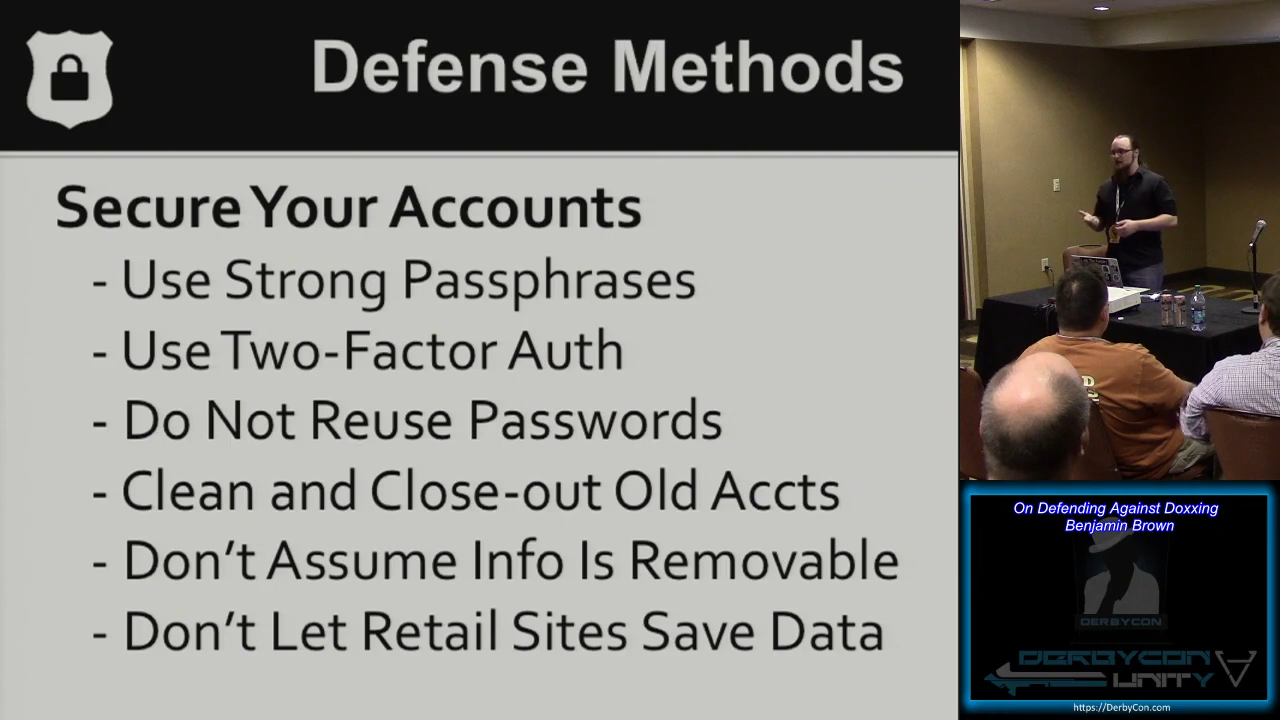 Defense Methods
Secure Your Accounts
- Use Strong Passphrases
- Use Two-Factor Auth
- Do Not Reuse Passwords
- Clean and Close-out Old Accts
- Don't Assume Info Is Removable
- Don't Let Retail Sites Save Data
On Defending Against Doxxing
Benjamin Brown
DERBYCON
DERBYCON
UNITY
https://DerbyCon.com